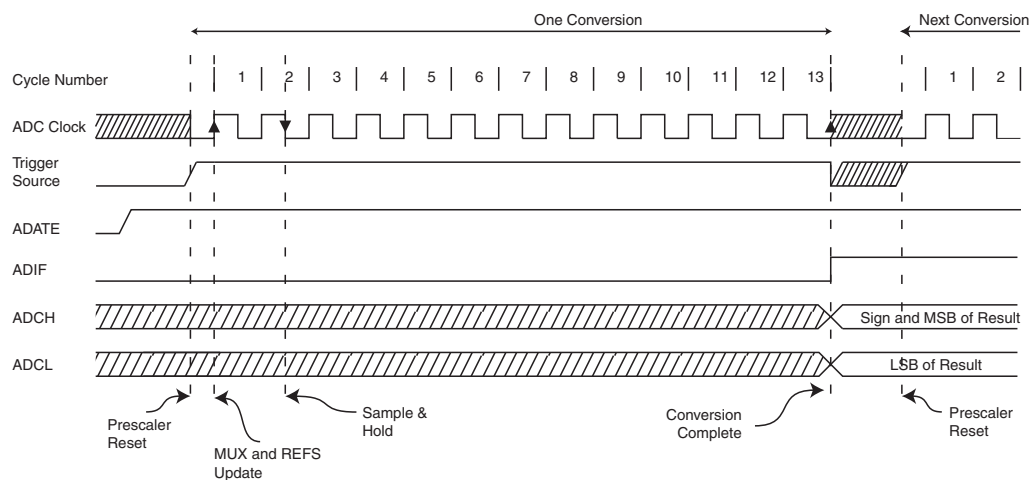 One Conversion
Next Conversion
Cycle Number
1 2 3 4 5 6 7 8 9 10 11 12 13 1 2
ADC Clock
Trigger
Source
ADATE
ADIF
ADCH
Sign and MSB of Result
ADCL
LSB of Result
Prescaler
Reset
MUX and REFS
Update
Sample &
Hold
Conversion
Complete
Prescaler
Reset